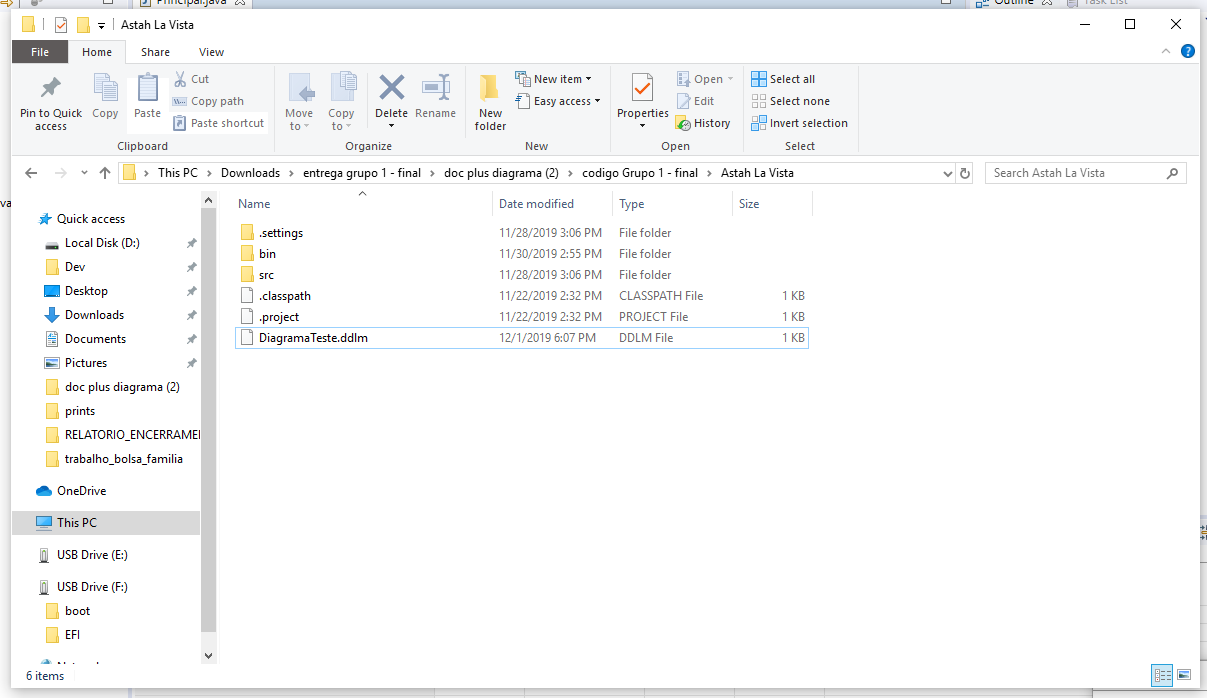 Principal.java
Outline
Task List
Astah La Vista
File Home Share View
Pin to Quick access
Copy
Paste
Cut
Copy path
Paste shortcut
Clipboard
Move to
Copy to
Delete
Rename
Organize
New folder
New item
Easy access
New
Properties
Open
Edit
History
Open
Select all
Select none
Invert selection
Select
This PC > Downloads > entrega grupo 1 - final > doc plus diagrama (2) > codigo Grupo 1 - final > Astah La Vista
Search Astah La Vista
va
Quick access
Local Disk (D:)
Dev
Desktop
Downloads
Documents
Pictures
doc plus diagrama (2)
prints
RELATORIO_ENCERRAME
trabalho_bolsa_familia
OneDrive
This PC
USB Drive (E:)
USB Drive (F:)
boot
EFI
Name Date modified Type Size
.settings 11/28/2019 3:06 PM File folder
bin 11/30/2019 2:55 PM File folder
src 11/28/2019 3:06 PM File folder
.classpath 11/22/2019 2:32 PM CLASSPATH File 1 KB
.project 11/22/2019 2:32 PM PROJECT File 1 KB
DiagramaTeste.ddlm 12/1/2019 6:07 PM DDLM File 1 KB
6 items